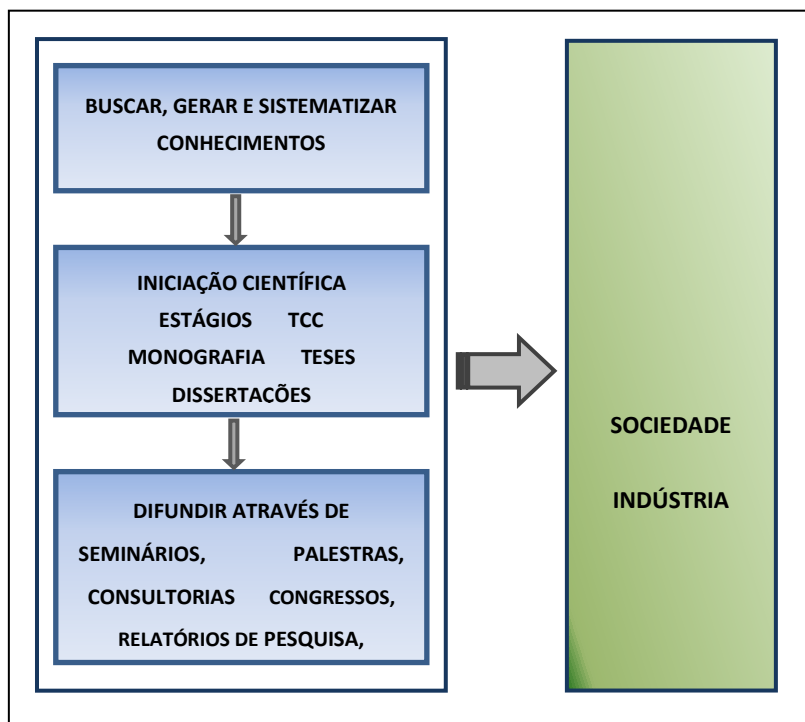 BUSCAR, GERAR E SISTEMATIZAR
CONHECIMENTOS
INICIAÇÃO CIENTÍFICA
ESTÁGIOS TCC
MONOGRAFIA TESES
DISSERTAÇÕES
DIFUNDIR ATRAVÉS DE
SEMINÁRIOS, PALESTRAS,
CONSULTORIAS CONGRESSOS,
RELATÓRIOS DE PESQUISA,
SOCIEDADE
INDÚSTRIA